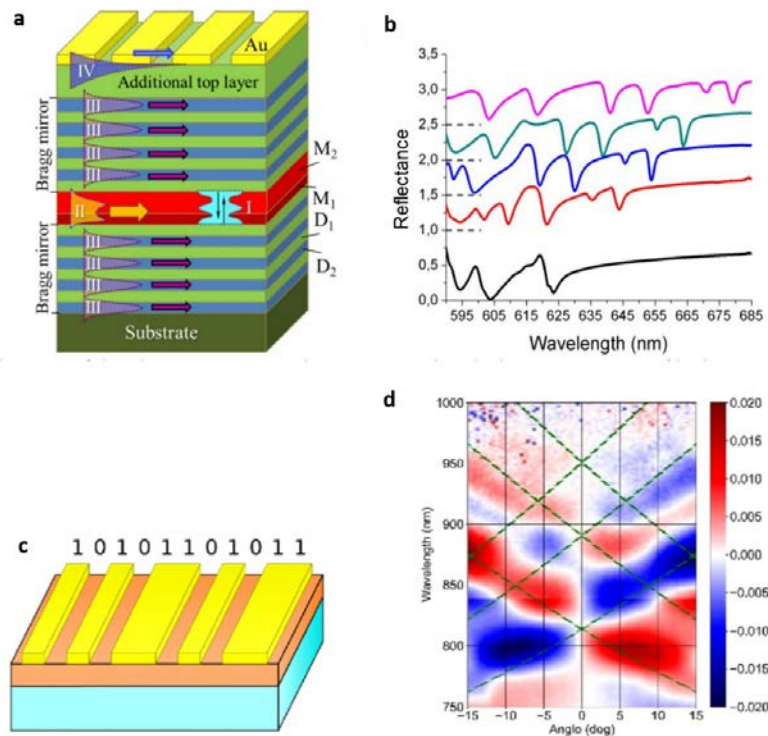 a
Au
IV
Additional top layer
Bragg mirror
III
III
III
III
M2
M1
II
I
D1
Bragg mirror
III
III
III
III
D2
Substrate
b
Reflectance
3,5
3,0
2,5
2,0
1,5
1,0
0,5
0,0
595 605 615 625 635 645 655 665 675 685
Wavelength (nm)
c
1 0 1 0 1 1 0 1 0 1 1
d
Wavelength (nm)
1000
950
900
850
800
750
−15 −10 −5 0 5 10 15
Anglo (deg)
0.020
0.015
0.010
0.005
0.000
−0.005
−0.010
−0.015
−0.020